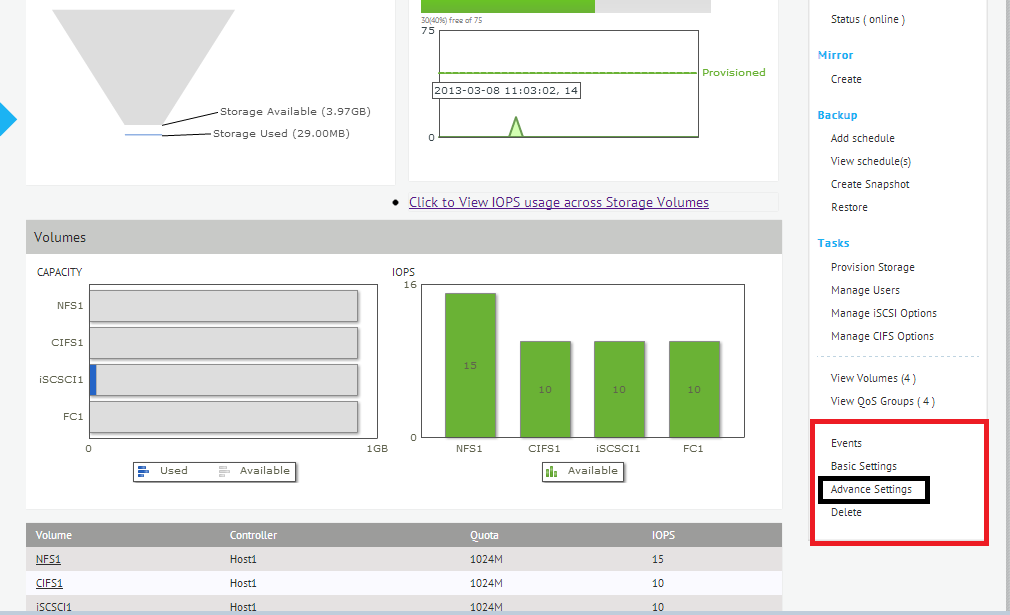 Storage Available (3.97GB)
Storage Used (29.00MB)
30(40%) free of 75
75
Provisioned
2013-03-08 11:03:02, 14
0
Click to View IOPS usage across Storage Volumes
Volumes
CAPACITY
NFS1
CIFS1
iSCSCI1
FC1
0
1GB
Used
Available
IOPS
16
15
10
10
10
0
NFS1
CIFS1
iSCSCI1
FC1
Available
Volume Controller Quota IOPS
NFS1 Host1 1024M 15
CIFS1 Host1 1024M 10
iSCSCI1 Host1 1024M 10
Status ( online )
Mirror
Create
Backup
Add schedule
View schedule(s)
Create Snapshot
Restore
Tasks
Provision Storage
Manage Users
Manage iSCSI Options
Manage CIFS Options
View Volumes (4 )
View QoS Groups ( 4 )
Events
Basic Settings
Advance Settings
Delete